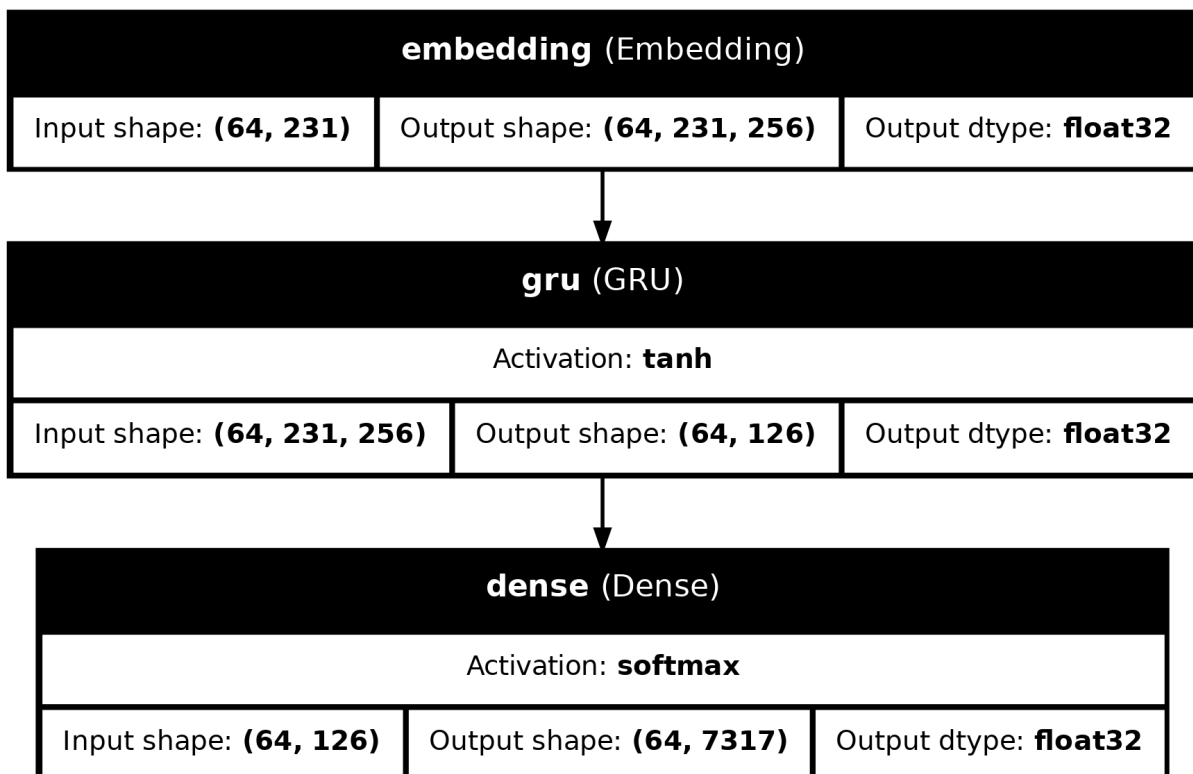 embedding (Embedding)
Input shape: (64, 231) Output shape: (64, 231, 256) Output dtype: float32
gru (GRU)
Activation: tanh
Input shape: (64, 231, 256) Output shape: (64, 126) Output dtype: float32
dense (Dense)
Activation: softmax
Input shape: (64, 126) Output shape: (64, 7317) Output dtype: float32